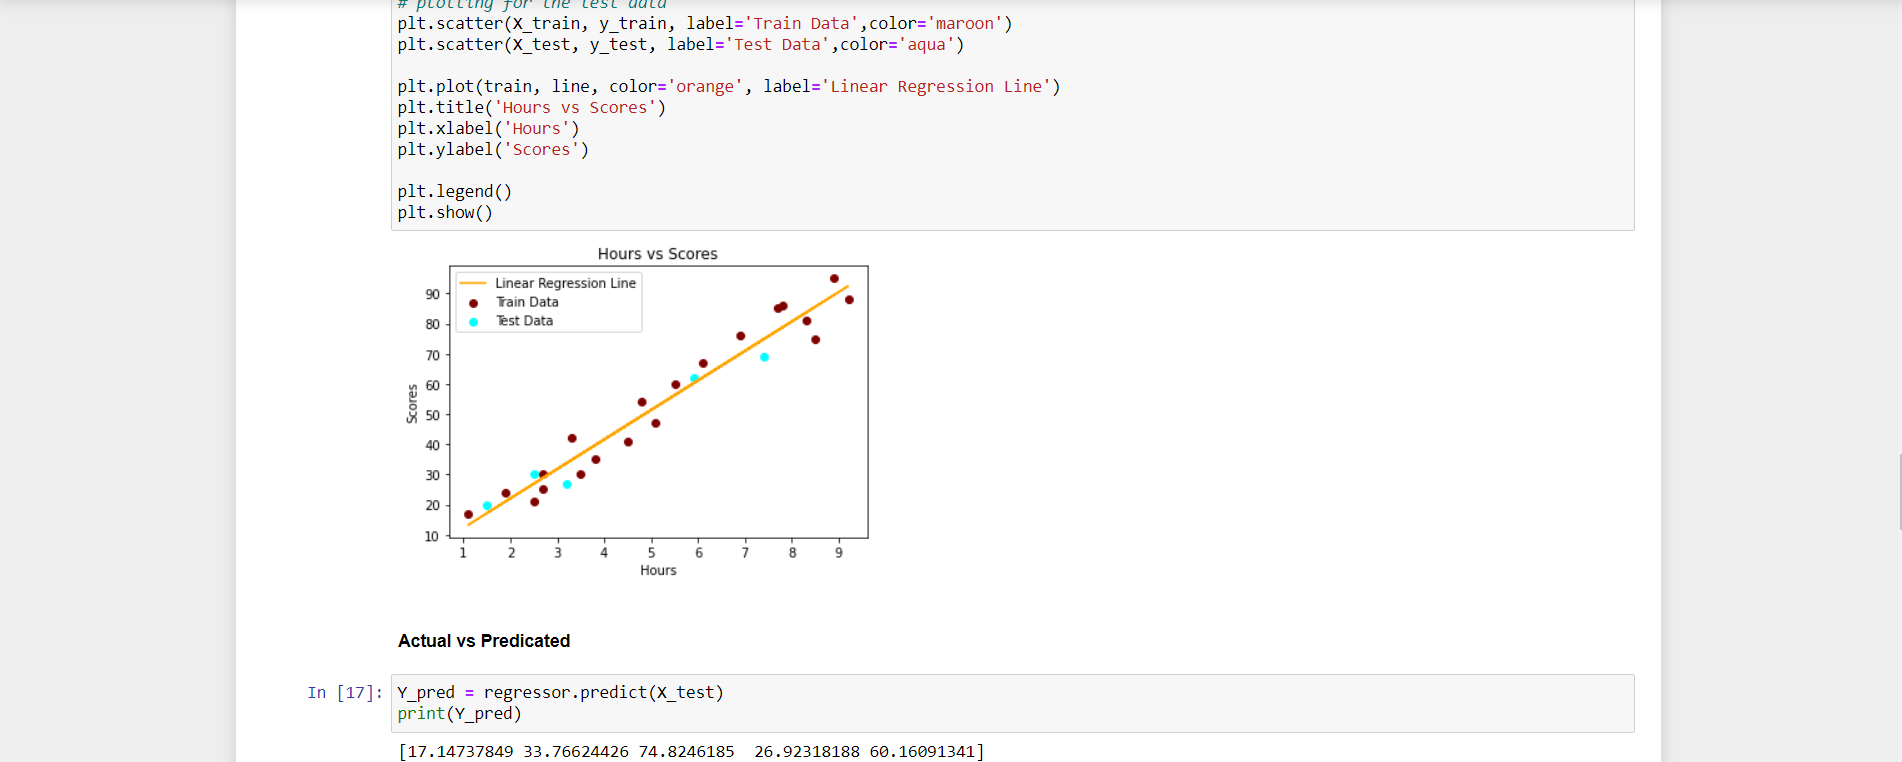 # plotting for the test data
plt.scatter(X_train, y_train, label='Train Data',color='maroon')
plt.scatter(X_test, y_test, label='Test Data',color='aqua')
plt.plot(train, line, color='orange', label='Linear Regression Line')
plt.title('Hours vs Scores')
plt.xlabel('Hours')
plt.ylabel('Scores')
plt.legend()
plt.show()
Hours vs Scores
Linear Regression Line
Train Data
Test Data
90
80
70
60
50
40
30
20
10
Scores
1 2 3 4 5 6 7 8 9
Hours
Actual vs Predicated
In [17]: Y_pred = regressor.predict(X_test)
print(Y_pred)
[17.14737849 33.76624426 74.8246185  26.92318188 60.16091341]